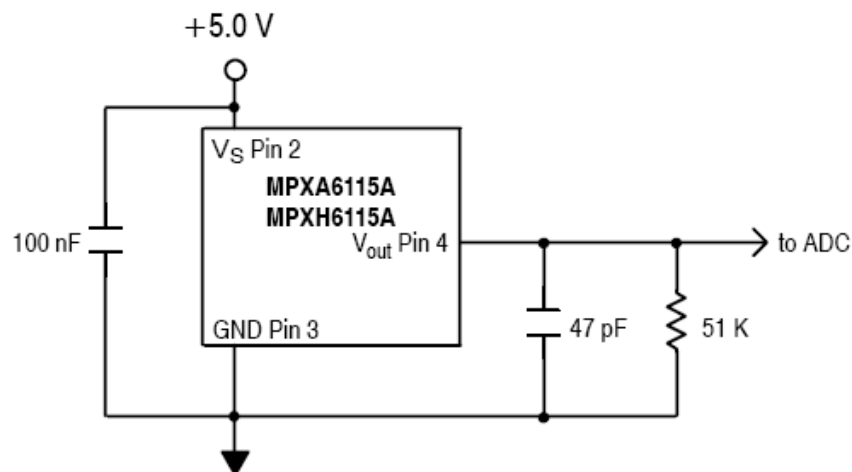 +5.0 V
VS Pin 2
MPXA6115A
MPXH6115A
100 nF
Vout Pin 4
to ADC
GND Pin 3
47 pF
51 K